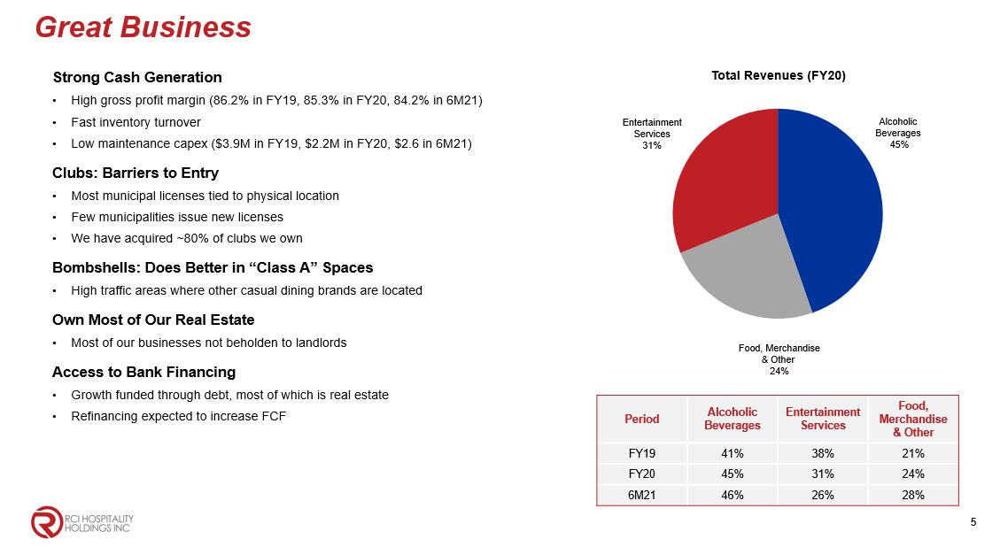 Great Business
Strong Cash Generation
• High gross profit margin (86.2% in FY19, 85.3% in FY20, 84.2% in 6M21)
• Fast inventory turnover
• Low maintenance capex ($3.9M in FY19, $2.2M in FY20, $2.6 in 6M21)
Clubs: Barriers to Entry
• Most municipal licenses tied to physical location
• Few municipalities issue new licenses
• We have acquired ~80% of clubs we own
Bombshells: Does Better in “Class A” Spaces
• High traffic areas where other casual dining brands are located
Own Most of Our Real Estate
• Most of our businesses not beholden to landlords
Access to Bank Financing
• Growth funded through debt, most of which is real estate
• Refinancing expected to increase FCF
Total Revenues (FY20)
Entertainment
Services
31%
Alcoholic
Beverages
45%
Food, Merchandise
& Other
24%
Period Alcoholic Beverages Entertainment Services Food, Merchandise & Other
FY19 41% 38% 21%
FY20 45% 31% 24%
6M21 46% 26% 28%
RCI HOSPITALITY
HOLDINGS INC
5